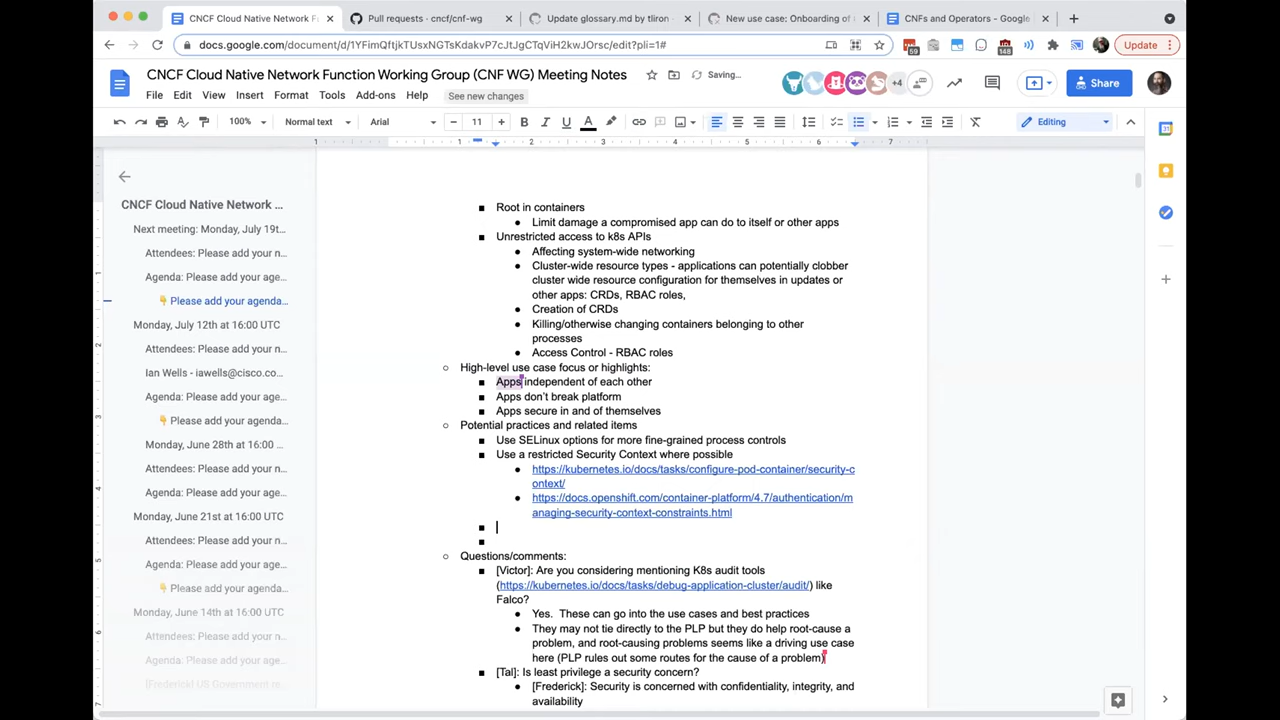 CNCF Cloud Native Network F
Pull requests · cncf/cnf-wg
Update glossary.md by tliron ·
New use case: Onboarding of
CNFs and Operators - Google
docs.google.com/document/d/1YFimQftjkTUsxNGTsKdakvP7cJtJgCTqViH2kwJOrsc/edit?pli=1#
59
148
Update
CNCF Cloud Native Network Function Working Group (CNF WG) Meeting Notes
Saving...
+4
Share
File Edit View Insert Format Tools Add-ons Help See new changes
100% Normal text Arial 11 B I U A Editing
1 1 2 3 4 5 6 7
CNCF Cloud Native Network ...
Next meeting: Monday, July 19t...
Attendees: Please add your n...
Agenda: Please add your age...
👇 Please add your agenda...
Monday, July 12th at 16:00 UTC
Attendees: Please add your n...
Ian Wells - iawells@cisco.co...
Agenda: Please add your age...
👇 Please add your agenda...
Monday, June 28th at 16:00 ...
Attendees: Please add your n...
Agenda: Please add your age...
Monday, June 21st at 16:00 ...
Attendees: Please add your n...
Agenda: Please add your age...
👇 Please add your agenda...
Monday, June 14th at 16:00 UTC
Attendees: Please add your n...
Agenda: Please add your age...
[Frederick] US Government re...
Root in containers
Limit damage a compromised app can do to itself or other apps
Unrestricted access to k8s APIs
Affecting system-wide networking
Cluster-wide resource types - applications can potentially clobber
cluster wide resource configuration for themselves in updates or
other apps: CRDs, RBAC roles,
Creation of CRDs
Killing/otherwise changing containers belonging to other
processes
Access Control - RBAC roles
High-level use case focus or highlights:
Apps independent of each other
Apps don't break platform
Apps secure in and of themselves
Potential practices and related items
Use SELinux options for more fine-grained process controls
Use a restricted Security Context where possible
https://kubernetes.io/docs/tasks/configure-pod-container/security-c
ontext/
https://docs.openshift.com/container-platform/4.7/authentication/m
anaging-security-context-constraints.html
Questions/comments:
[Victor]: Are you considering mentioning K8s audit tools
(https://kubernetes.io/docs/tasks/debug-application-cluster/audit/) like
Falco?
Yes. These can go into the use cases and best practices
They may not tie directly to the PLP but they do help root-cause a
problem, and root-causing problems seems like a driving use case
here (PLP rules out some routes for the cause of a problem)
[Tal]: Is least privilege a security concern?
[Frederick]: Security is concerned with confidentiality, integrity, and
availability